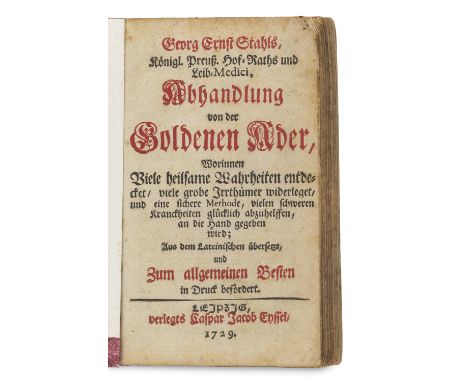 Georg Ernst Stahls,
Königl. Preuß. Hof-Raths und
Leib-Medici,
Abhandlung
von der
Goldenen Ader,
Worinnen
Viele heilsame Wahrheiten entde-
cket/ viele grobe Irrthümer widerleget,
und eine sichere Methode, vielen schweren
Kranckheiten glücklich abzuhelffen,
an die Hand gegeben
wird;
Aus dem Lateinischen übersetzt,
und
Zum allgemeinen Besten
in Druck befördert.
LEIPZIG,
verlegts Caspar Jacob Eyssel/
1729.